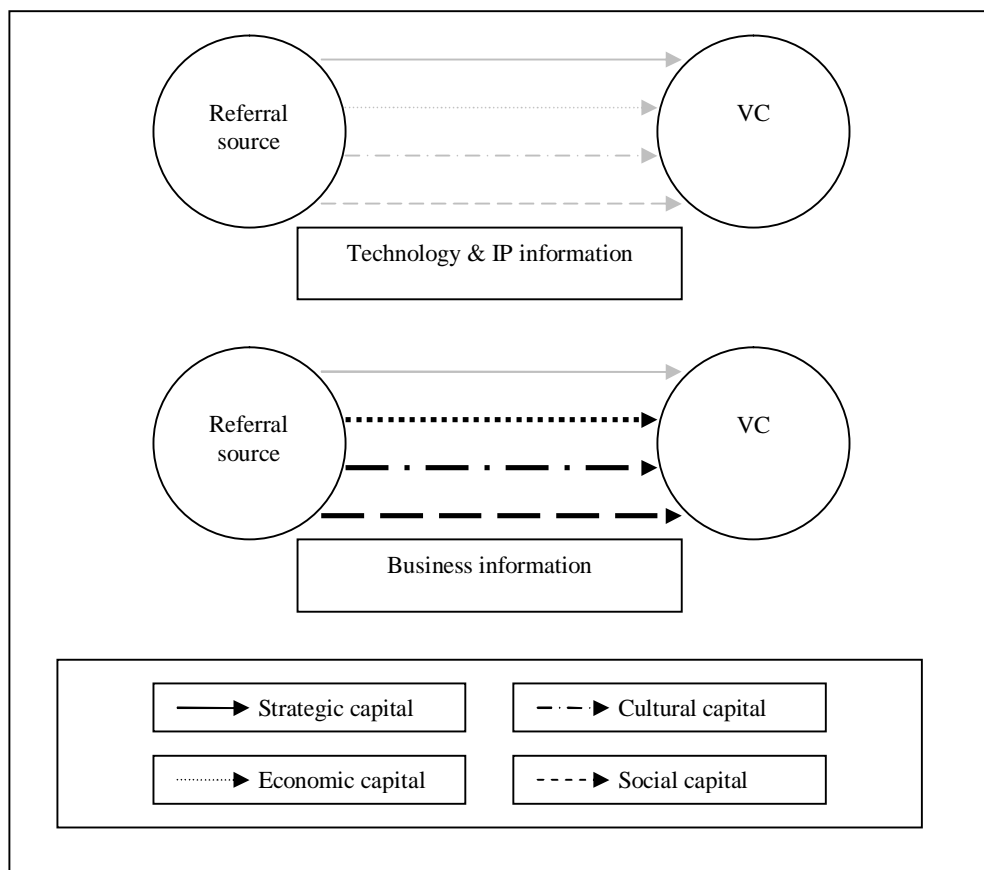 Referral
source
VC
Technology & IP information
Referral
source
VC
Business information
Strategic capital
Cultural capital
Economic capital
Social capital